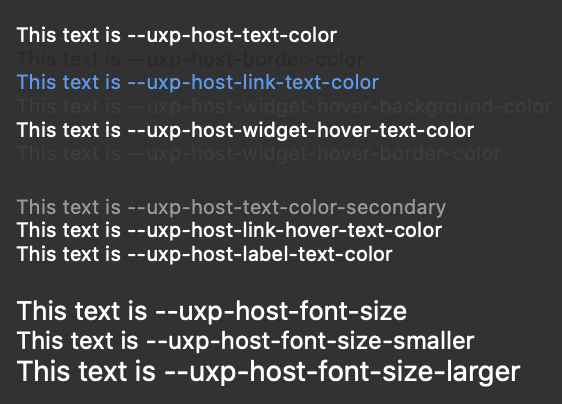 This text is --uxp-host-text-color
This text is --uxp-host-border-color
This text is --uxp-host-link-text-color
This text is --uxp-host-widget-hover-background-color
This text is --uxp-host-widget-hover-text-color
This text is --uxp-host-widget-hover-border-color
This text is --uxp-host-text-color-secondary
This text is --uxp-host-link-hover-text-color
This text is --uxp-host-label-text-color
This text is --uxp-host-font-size
This text is --uxp-host-font-size-smaller
This text is --uxp-host-font-size-larger